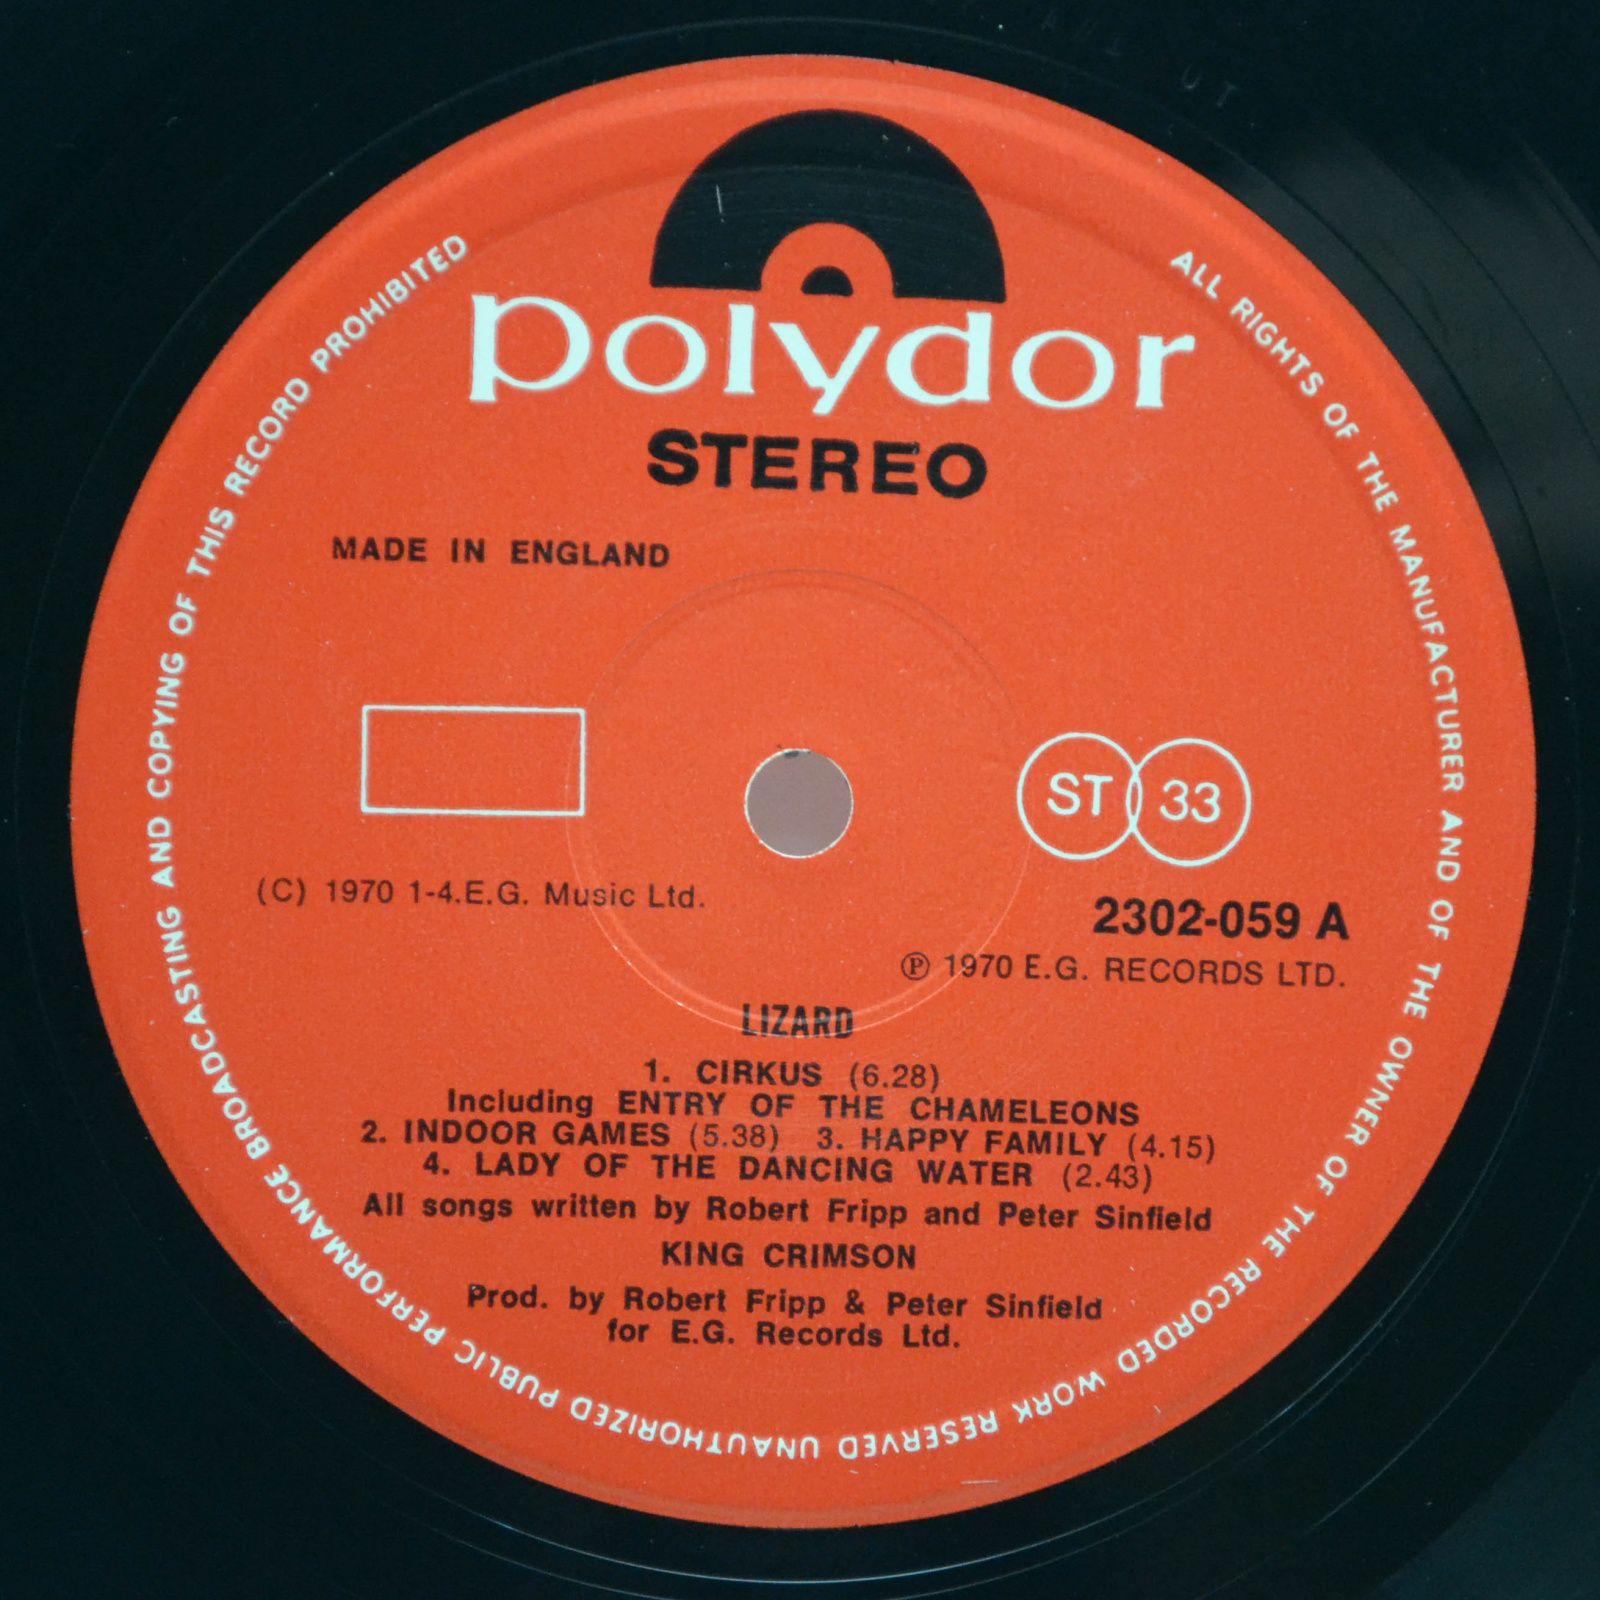 polydor
STEREO
MADE IN ENGLAND
ST 33
(C) 1970 1-4.E.G. Music Ltd.
2302-059 A
℗ 1970 E.G. RECORDS LTD.
LIZARD
1. CIRKUS (6.28)
Including ENTRY OF THE CHAMELEONS
2. INDOOR GAMES (5.38) 3. HAPPY FAMILY (4.15)
4. LADY OF THE DANCING WATER (2.43)
All songs written by Robert Fripp and Peter Sinfield
KING CRIMSON
Prod. by Robert Fripp & Peter Sinfield
for E.G. Records Ltd.
ALL RIGHTS OF THE MANUFACTURER AND OF THE OWNER OF THE RECORDED WORK RESERVED UNAUTHORIZED PUBLIC PERFORMANCE BROADCASTING AND COPYING OF THIS RECORD PROHIBITED